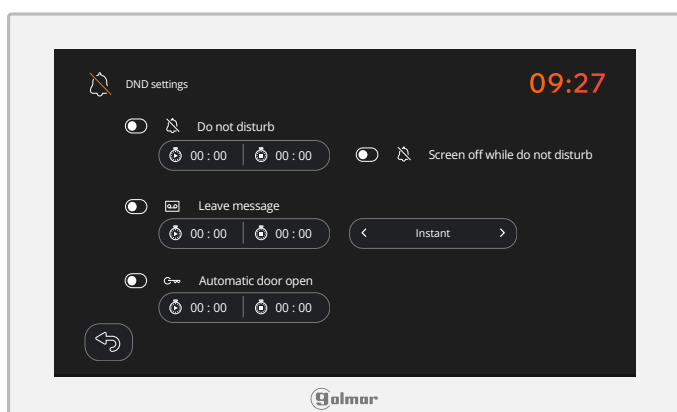 DND settings
09:27
Do not disturb
00 : 00 00 : 00
Screen off while do not disturb
Leave message
00 : 00 00 : 00
Instant
Automatic door open
00 : 00 00 : 00
golmar